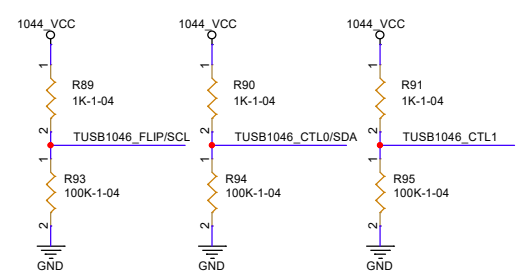 1044_VCC
1044_VCC
1044_VCC
1
1
1
R89
1K-1-04
R90
1K-1-04
R91
1K-1-04
2
2
2
TUSB1046_FLIP/SCL
TUSB1046_CTL0/SDA
TUSB1046_CTL1
1
1
1
R93
100K-1-04
R94
100K-1-04
R95
100K-1-04
2
2
2
GND
GND
GND